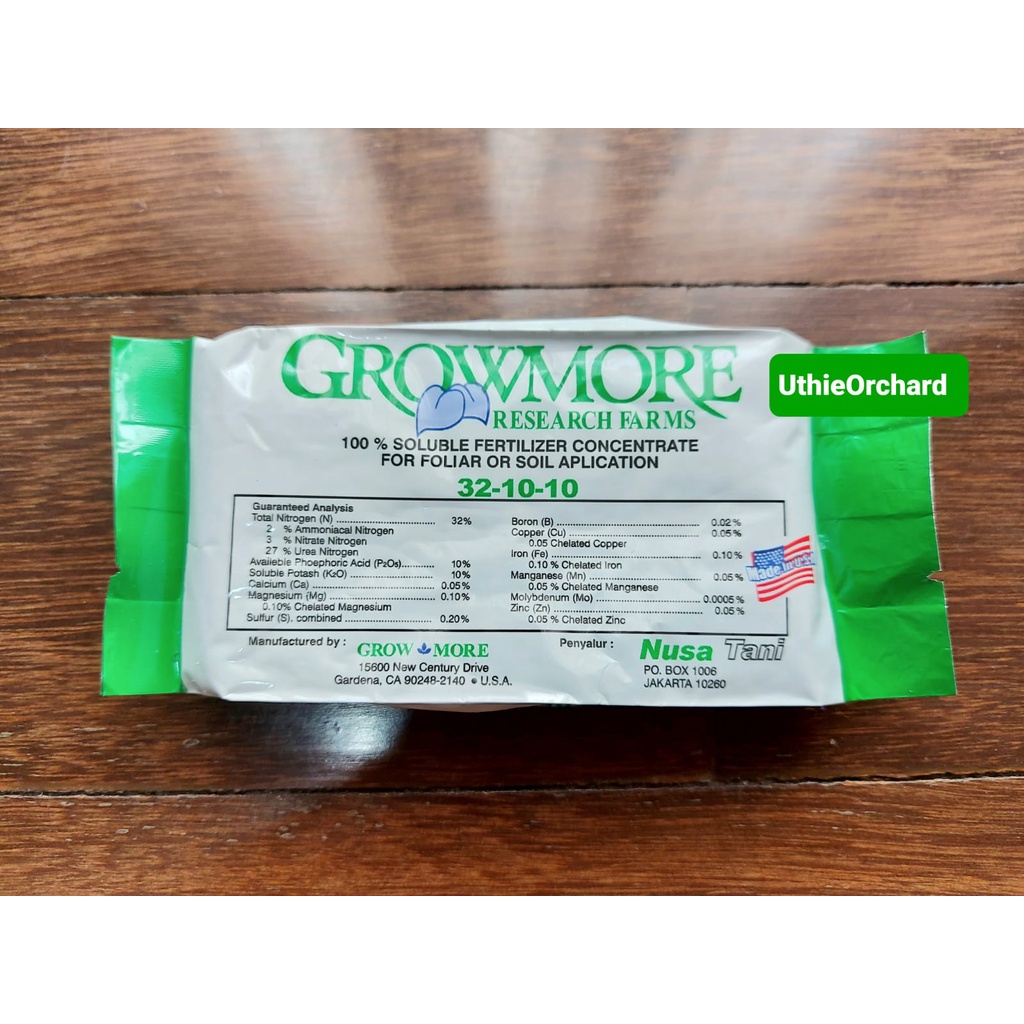 GROWMORE
RESEARCH FARMS
UthieOrchard
100 % SOLUBLE FERTILIZER CONCENTRATE
FOR FOLIAR OR SOIL APLICATION
32-10-10
Guaranteed Analysis
Total Nitrogen (N) ........................ 32%
2 % Ammoniacal Nitrogen
3 % Nitrate Nitrogen
27 % Urea Nitrogen
Available Phosphoric Acid (P2O5)...... 10%
Soluble Potash (K2O) ........................ 10%
Calcium (Ca) ........................ 0.05%
Magnesium (Mg) ........................ 0.10%
0.10% Chelated Magnesium
Sulfur (S). combined ........................ 0.20%
Boron (B) ........................ 0.02 %
Copper (Cu) ........................ 0.05 %
0.05 Chelated Copper
Iron (Fe) ........................ 0.10 %
0.10 % Chelated Iron
Manganese (Mn) ........................ 0.05 %
0.05 % Chelated Manganese
Molybdenum (Mo) ........................ 0.0005 %
Zinc (Zn) ........................ 0.05 %
0.05 % Chelated Zinc
Made In USA
Manufactured by : GROW MORE
15600 New Century Drive
Gardena, CA 90248-2140 • U.S.A.
Penyalur : Nusa Tani
PO. BOX 1006
JAKARTA 10260